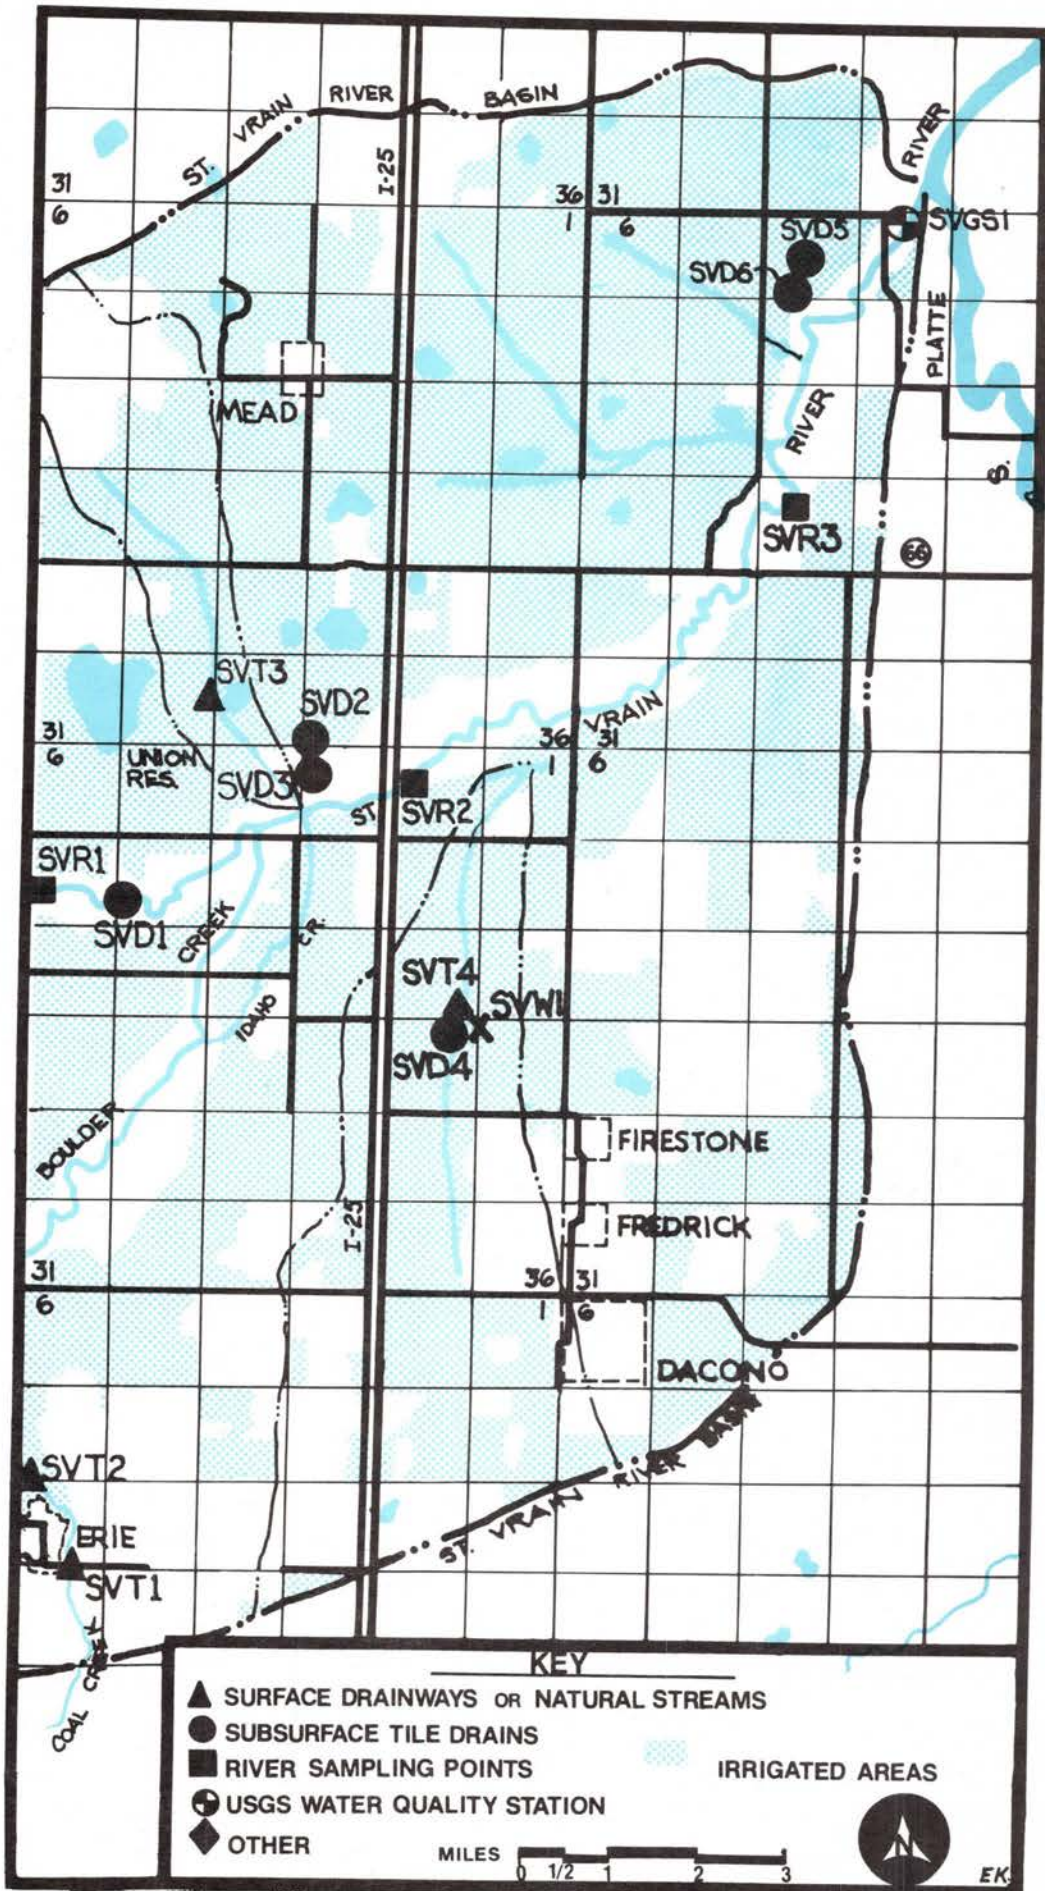 ST. VRAIN RIVER BASIN
I-25
31
6
36
1
31
6
RIVER
SVGS1
SVD5
SVD6
PLATTE
S.
MEAD
RIVER
SVR3
66
SVT3
SVD2
VRAIN
31
6
UNION
RES.
SVD3
36
1
31
6
ST.
SVR2
SVR1
SVD1
CREEK
CR.
IDAHO
SVT4
SVW1
SVD4
BOULDER
FIRESTONE
I-25
FREDRICK
31
6
36
1
31
6
DACONO
ST. VRAIN RIVER BASIN
SVT2
ERIE
SVT1
COAL CREEK
KEY
SURFACE DRAINWAYS OR NATURAL STREAMS
SUBSURFACE TILE DRAINS
RIVER SAMPLING POINTS
IRRIGATED AREAS
USGS WATER QUALITY STATION
OTHER
MILES
0 1/2 1 2 3
N
EK.